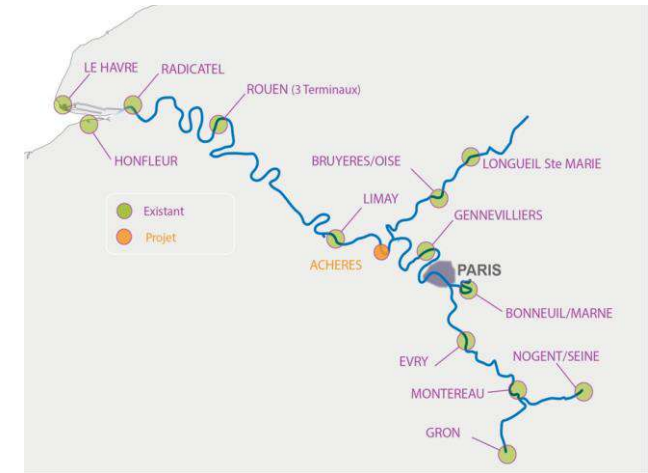 LE HAVRE
RADICATEL
ROUEN (3 Terminaux)
HONFLEUR
BRUYERES/OISE
LONGUEIL Ste MARIE
LIMAY
GENNEVILLIERS
Existant
Projet
ACHERES
PARIS
BONNEUIL/MARNE
EVRY
NOGENT/SEINE
MONTEREAU
GRON